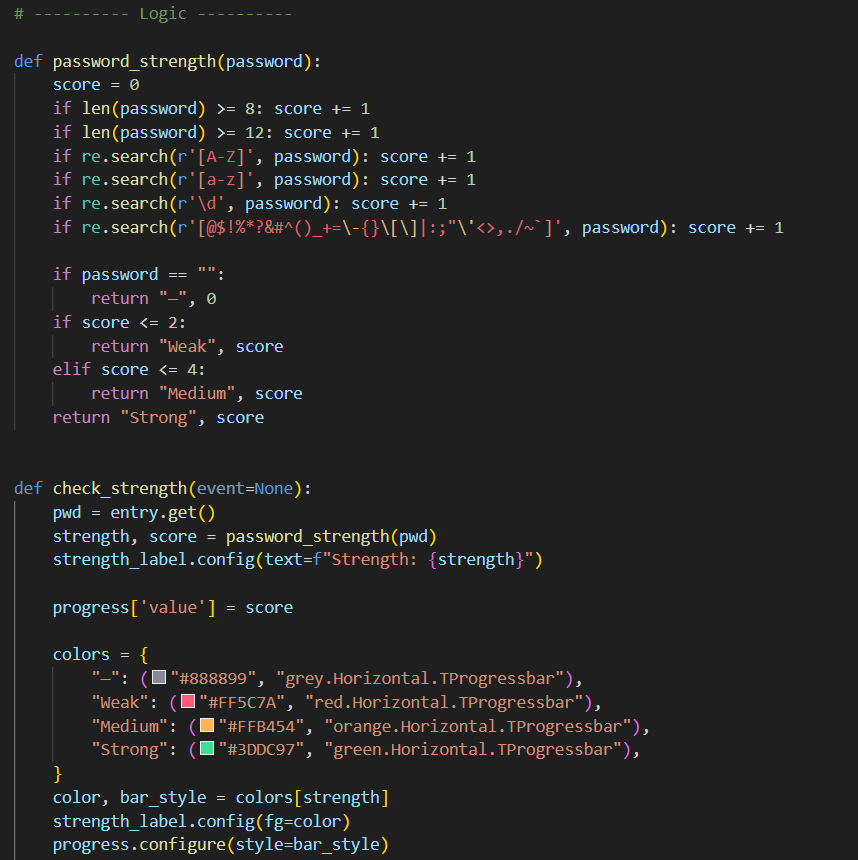 # ---------- Logic ----------

def password_strength(password):
    score = 0
    if len(password) >= 8: score += 1
    if len(password) >= 12: score += 1
    if re.search(r'[A-Z]', password): score += 1
    if re.search(r'[a-z]', password): score += 1
    if re.search(r'\d', password): score += 1
    if re.search(r'[@$!%*?&#^()_+=\-{}\[\]|:;"\'<>,./~`]', password): score += 1

    if password == "":
        return "—", 0
    if score <= 2:
        return "Weak", score
    elif score <= 4:
        return "Medium", score
    return "Strong", score


def check_strength(event=None):
    pwd = entry.get()
    strength, score = password_strength(pwd)
    strength_label.config(text=f"Strength: {strength}")

    progress['value'] = score

    colors = {
        "—": ("#888899", "grey.Horizontal.TProgressbar"),
        "Weak": ("#FF5C7A", "red.Horizontal.TProgressbar"),
        "Medium": ("#FFB454", "orange.Horizontal.TProgressbar"),
        "Strong": ("#3DDC97", "green.Horizontal.TProgressbar"),
    }
    color, bar_style = colors[strength]
    strength_label.config(fg=color)
    progress.configure(style=bar_style)